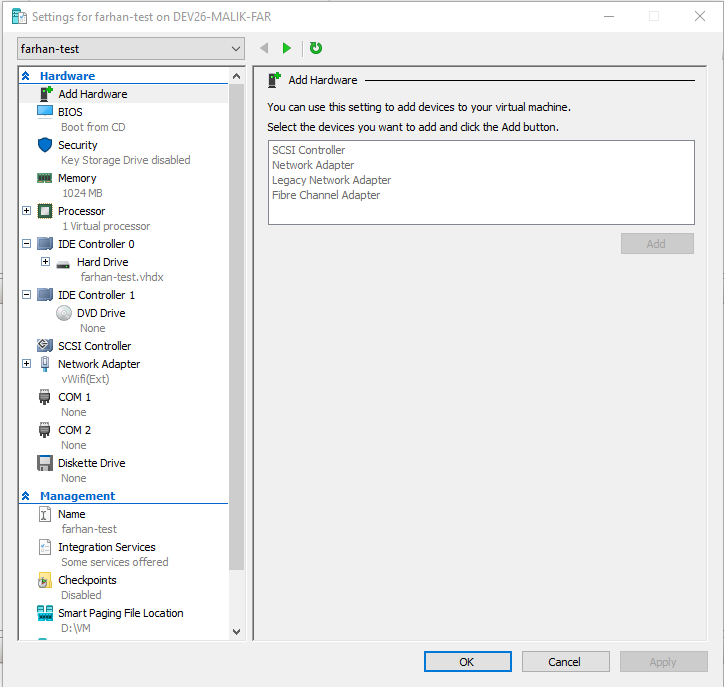 Settings for farhan-test on DEV26-MALIK-FAR
farhan-test
Hardware
Add Hardware
BIOS
Boot from CD
Security
Key Storage Drive disabled
Memory
1024 MB
Processor
1 Virtual processor
IDE Controller 0
Hard Drive
farhan-test.vhdx
IDE Controller 1
DVD Drive
None
SCSI Controller
Network Adapter
vWifi(Ext)
COM 1
None
COM 2
None
Diskette Drive
None
Management
Name
farhan-test
Integration Services
Some services offered
Checkpoints
Disabled
Smart Paging File Location
D:\VM
Add Hardware
You can use this setting to add devices to your virtual machine.
Select the devices you want to add and click the Add button.
SCSI Controller
Network Adapter
Legacy Network Adapter
Fibre Channel Adapter
Add
OK
Cancel
Apply